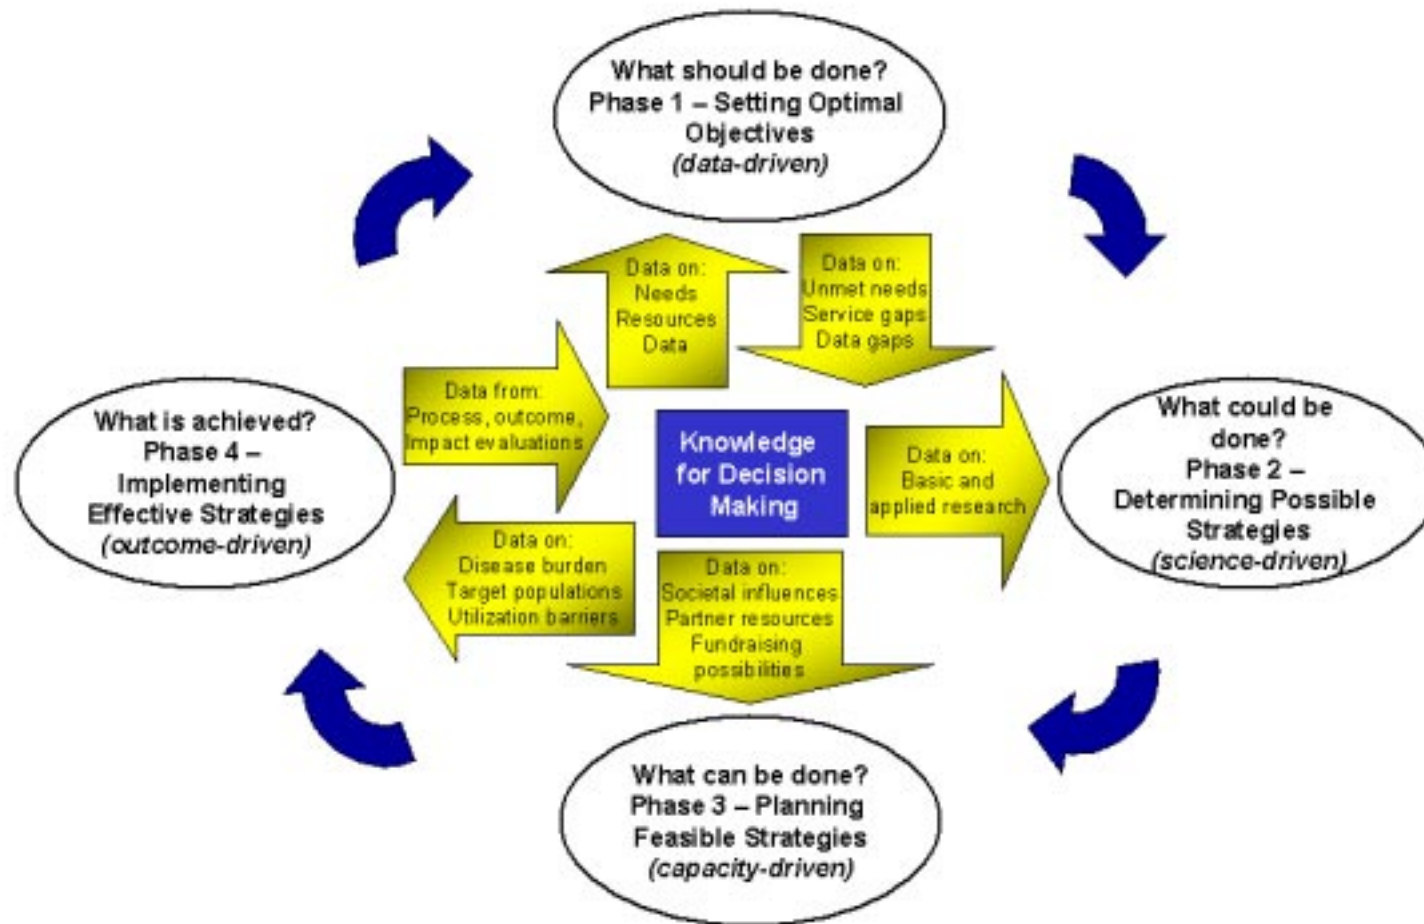 What should be done?
Phase 1 – Setting Optimal
Objectives
(data-driven)
Data on:
Needs
Resources
Data
Data on:
Unmet needs
Service gaps
Data gaps
Data from:
Process, outcome,
Impact evaluations
What is achieved?
Phase 4 –
Implementing
Effective Strategies
(outcome-driven)
Knowledge
for Decision
Making
Data on:
Basic and
applied research
What could be
done?
Phase 2 –
Determining Possible
Strategies
(science-driven)
Data on:
Disease burden
Target populations
Utilization barriers
Data on:
Societal influences
Partner resources
Fundraising
possibilities
What can be done?
Phase 3 – Planning
Feasible Strategies
(capacity-driven)